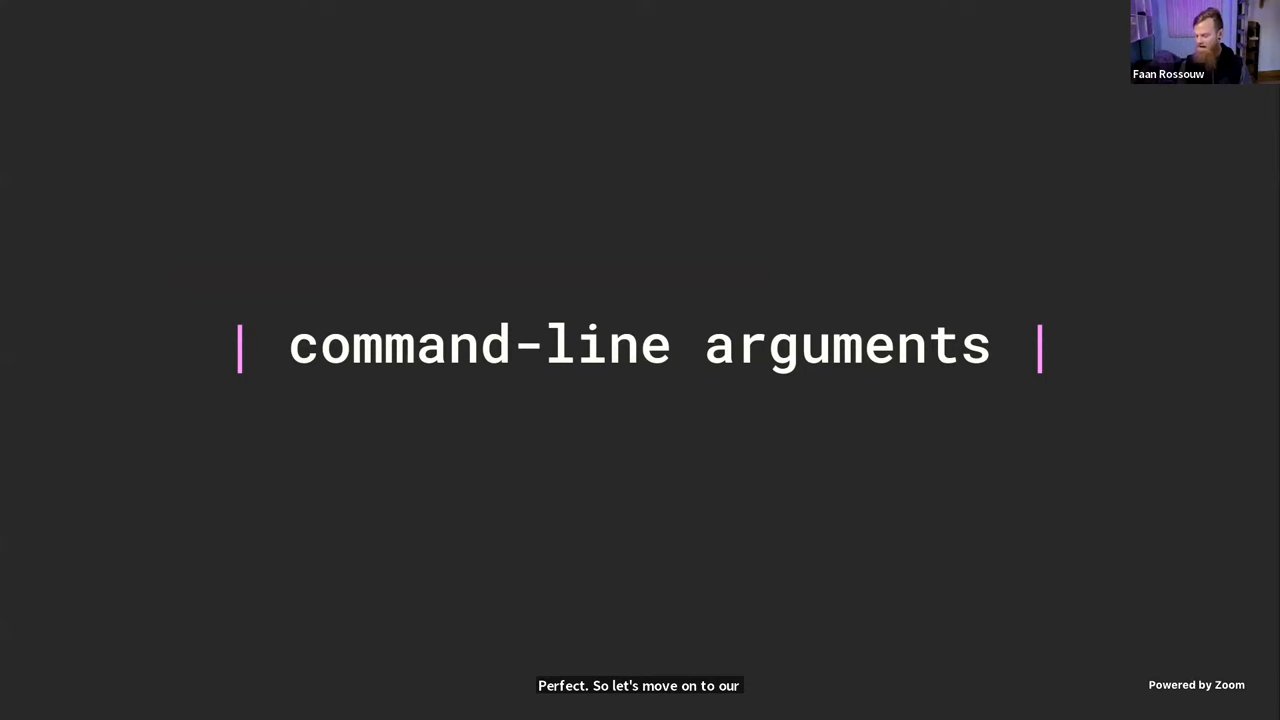 Faan Rossouw
| command-line arguments |
Perfect. So let's move on to our
Powered by Zoom